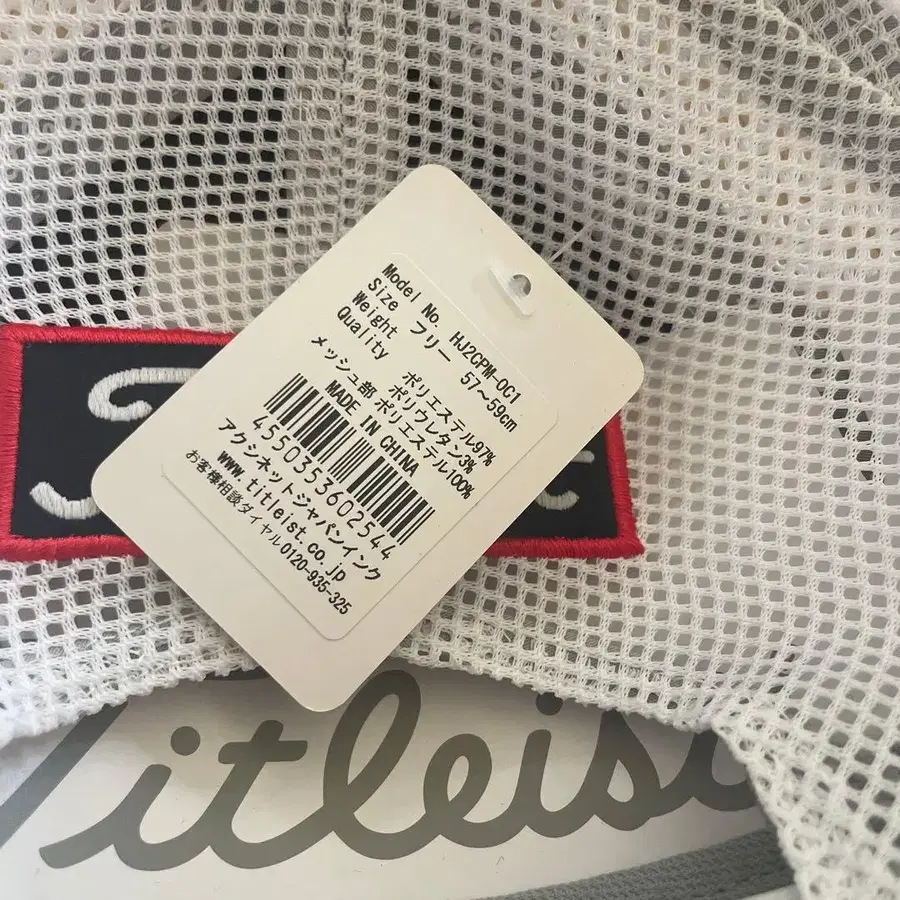 Model No. HJ2CPM-0C1
Size フリー 57～59cm
Weight
Quality
ポリエステル97%
ポリウレタン3%
メッシュ部 ポリエステル100%
MADE IN CHINA
4550353602544
アクシネットジャパンインク
www.titleist.co.jp
お客様相談ダイヤル0120-935-325
Titleist